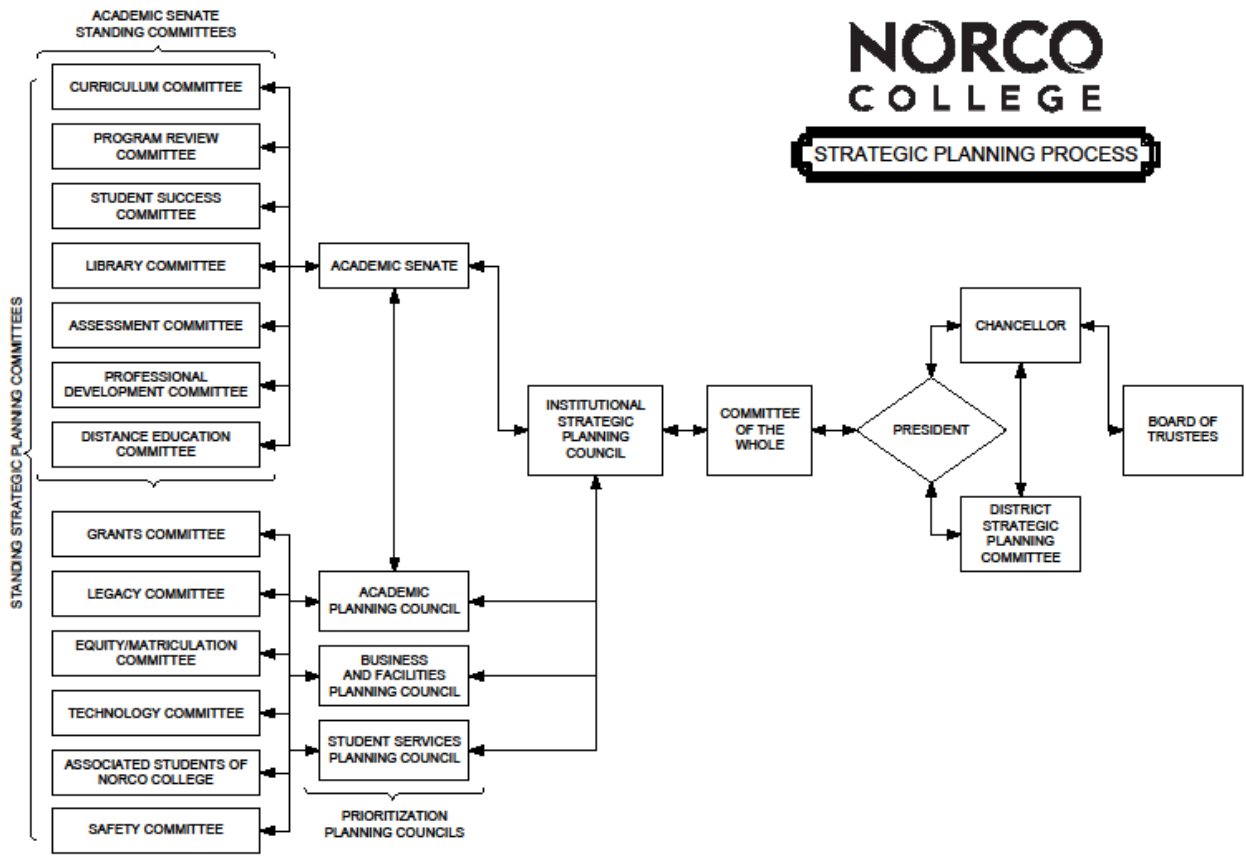 ACADEMIC SENATE
STANDING COMMITTEES
NORCO
COLLEGE
STRATEGIC PLANNING PROCESS
STANDING STRATEGIC PLANNING COMMITTEES
CURRICULUM COMMITTEE
PROGRAM REVIEW
COMMITTEE
STUDENT SUCCESS
COMMITTEE
LIBRARY COMMITTEE
ASSESSMENT COMMITTEE
PROFESSIONAL
DEVELOPMENT COMMITTEE
DISTANCE EDUCATION
COMMITTEE
GRANTS COMMITTEE
LEGACY COMMITTEE
EQUITY/MATRICULATION
COMMITTEE
TECHNOLOGY COMMITTEE
ASSOCIATED STUDENTS OF
NORCO COLLEGE
SAFETY COMMITTEE
ACADEMIC SENATE
ACADEMIC
PLANNING COUNCIL
BUSINESS
AND FACILITIES
PLANNING COUNCIL
STUDENT SERVICES
PLANNING COUNCIL
PRIORITIZATION
PLANNING COUNCILS
INSTITUTIONAL
STRATEGIC
PLANNING
COUNCIL
COMMITTEE
OF THE
WHOLE
PRESIDENT
CHANCELLOR
DISTRICT
STRATEGIC
PLANNING
COMMITTEE
BOARD OF
TRUSTEES